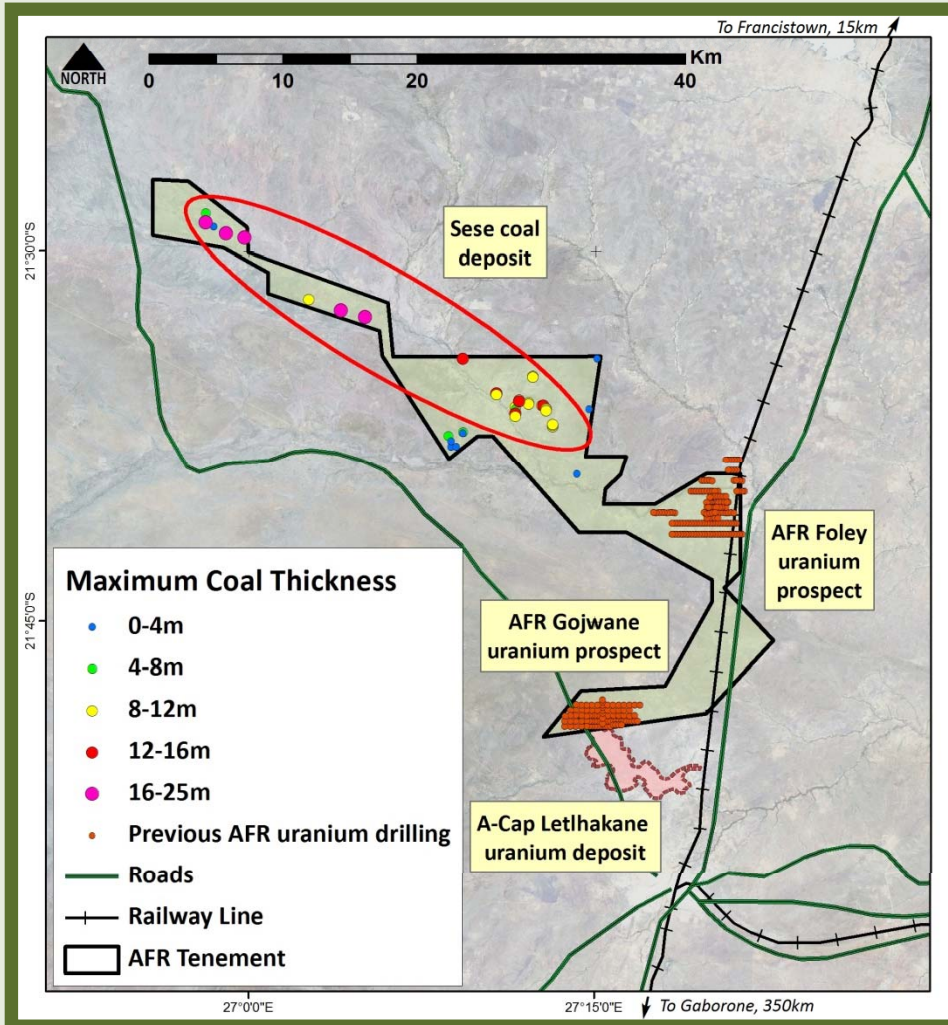 To Francistown, 15km
NORTH
Km
0 10 20 40
Sese coal
deposit
21°30'0"S
AFR Foley
uranium
prospect
AFR Gojwane
uranium prospect
21°45'0"S
A-Cap Letlhakane
uranium deposit
Maximum Coal Thickness
0-4m
4-8m
8-12m
12-16m
16-25m
Previous AFR uranium drilling
Roads
Railway Line
AFR Tenement
27°0'0"E
27°15'0"E
To Gaborone, 350km